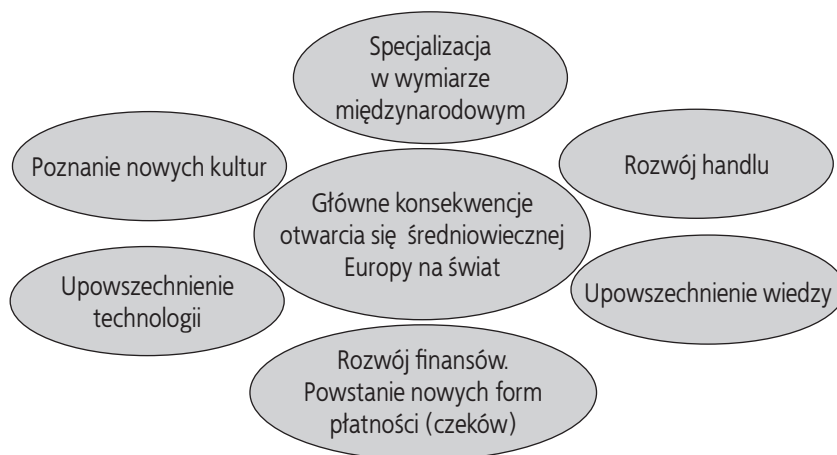 Specjalizacja
w wymiarze
międzynarodowym
Poznanie nowych kultur
Rozwój handlu
Główne konsekwencje
otwarcia się średniowiecznej
Europy na świat
Upowszechnienie
technologii
Upowszechnienie wiedzy
Rozwój finansów.
Powstanie nowych form
płatności (czeków)